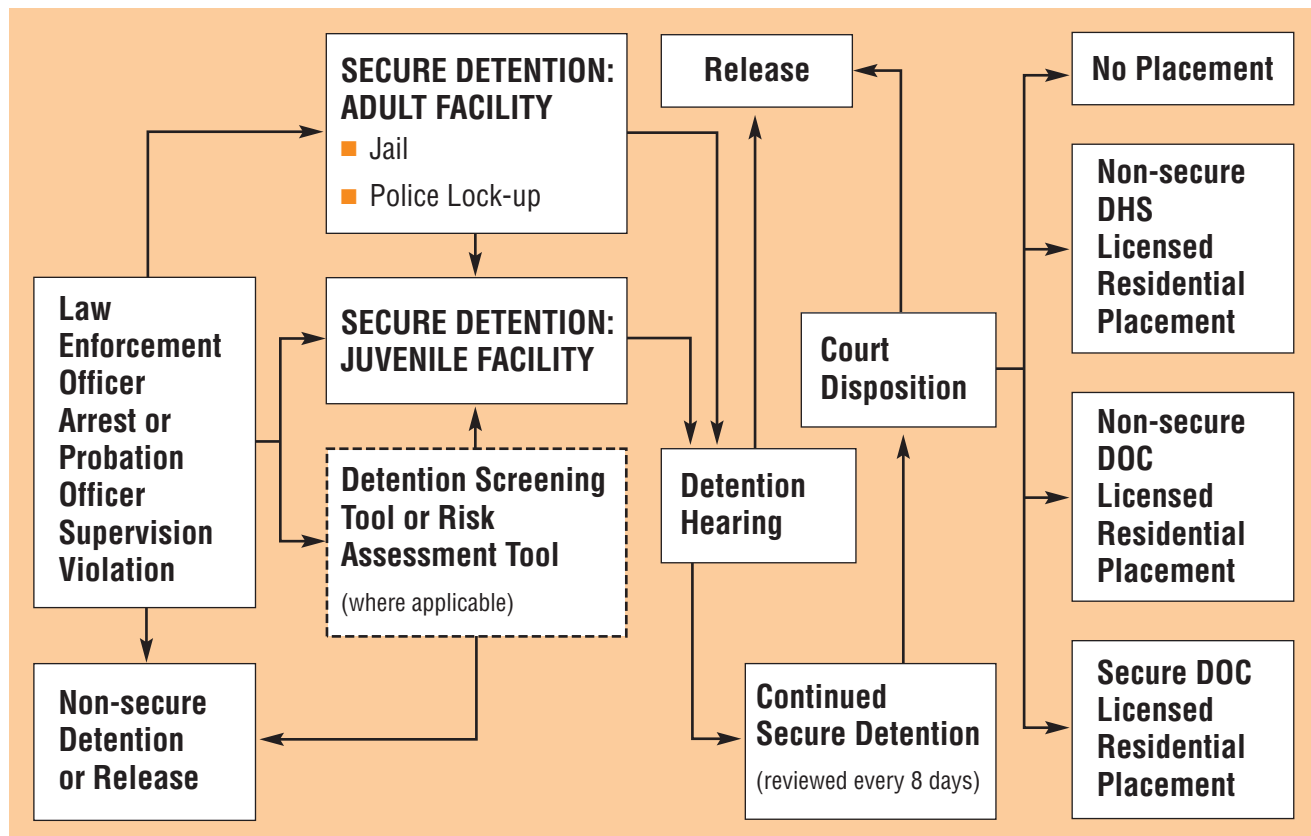 SECURE DETENTION:
ADULT FACILITY
Jail
Police Lock-up
Law
Enforcement
Officer
Arrest or
Probation
Officer
Supervision
Violation
SECURE DETENTION:
JUVENILE FACILITY
Detention Screening
Tool or Risk
Assessment Tool
(where applicable)
Non-secure
Detention
or Release
Release
Detention
Hearing
Continued
Secure Detention
(reviewed every 8 days)
Court
Disposition
No Placement
Non-secure
DHS
Licensed
Residential
Placement
Non-secure
DOC
Licensed
Residential
Placement
Secure DOC
Licensed
Residential
Placement